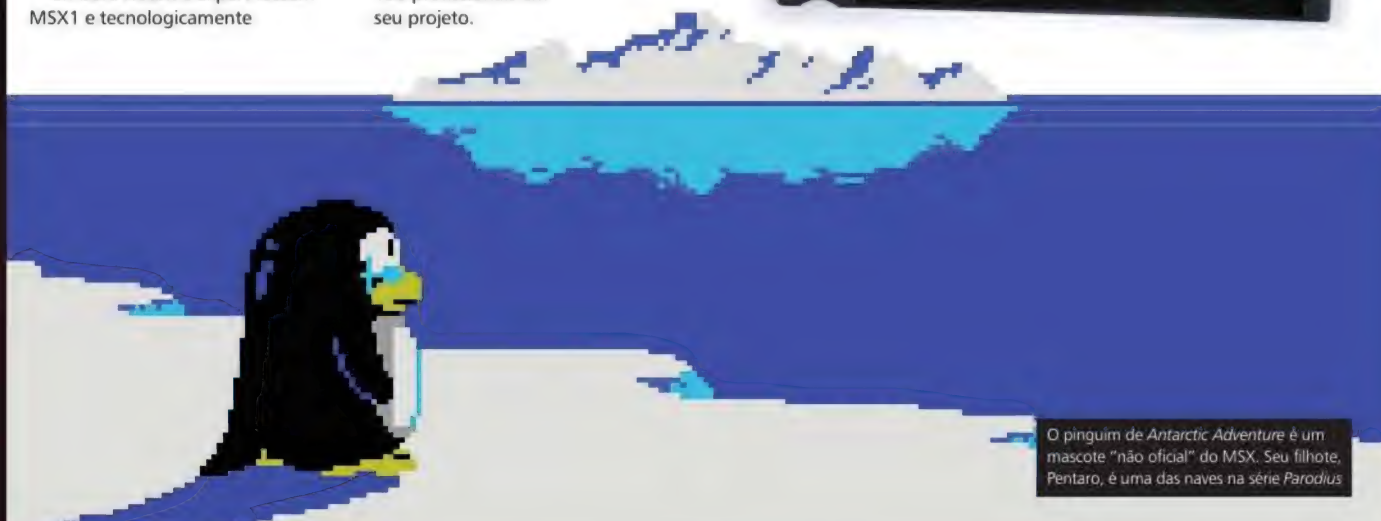 MSX1 e tecnologicamente
seu projeto.
O pinguim de Antarctic Adventure é um
mascote "não oficial" do MSX. Seu filhote,
Pentaro, é uma das naves na série Parodius